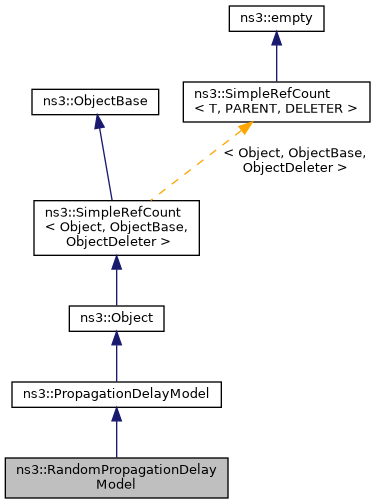 ns3::empty
ns3::SimpleRefCount
< T, PARENT, DELETER >
ns3::ObjectBase
< Object, ObjectBase,
ObjectDeleter >
ns3::SimpleRefCount
< Object, ObjectBase,
ObjectDeleter >
ns3::Object
ns3::PropagationDelayModel
ns3::RandomPropagationDelay
Model